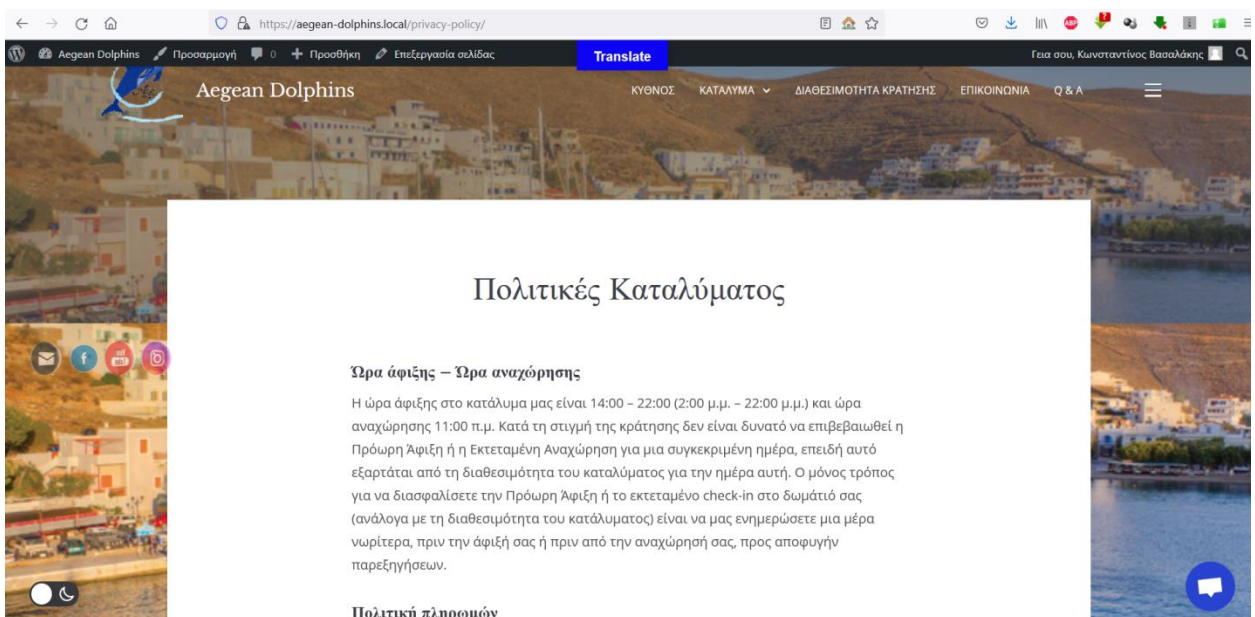 https://aegean-dolphins.local/privacy-policy/
Aegean Dolphins Προσαρμογή 0 Προσθήκη Επεξεργασία σελίδας
Γεια σου, Κωνσταντίνος Βασαλάκης
Translate
Aegean Dolphins
ΚΥΘΝΟΣ ΚΑΤΑΛΥΜΑ ΔΙΑΘΕΣΙΜΟΤΗΤΑ ΚΡΑΤΗΣΗΣ ΕΠΙΚΟΙΝΩΝΙΑ Q & A
Πολιτικές Καταλύματος
Ώρα άφιξης – Ώρα αναχώρησης
Η ώρα άφιξης στο κατάλυμα μας είναι 14:00 – 22:00 (2:00 μ.μ. – 22:00 μ.μ.) και ώρα
αναχώρησης 11:00 π.μ. Κατά τη στιγμή της κράτησης δεν είναι δυνατό να επιβεβαιωθεί η
Πρόωρη Άφιξη ή η Εκτεταμένη Αναχώρηση για μια συγκεκριμένη ημέρα, επειδή αυτό
εξαρτάται από τη διαθεσιμότητα του καταλύματος για την ημέρα αυτή. Ο μόνος τρόπος
για να διασφαλίσετε την Πρόωρη Άφιξη ή το εκτεταμένο check-in στο δωμάτιό σας
(ανάλογα με τη διαθεσιμότητα του κατάλυματος) είναι να μας ενημερώσετε μια μέρα
νωρίτερα, πριν την άφιξή σας ή πριν από την αναχώρησή σας, προς αποφυγήν
παρεξηγήσεων.
Πολιτική πληρωμών